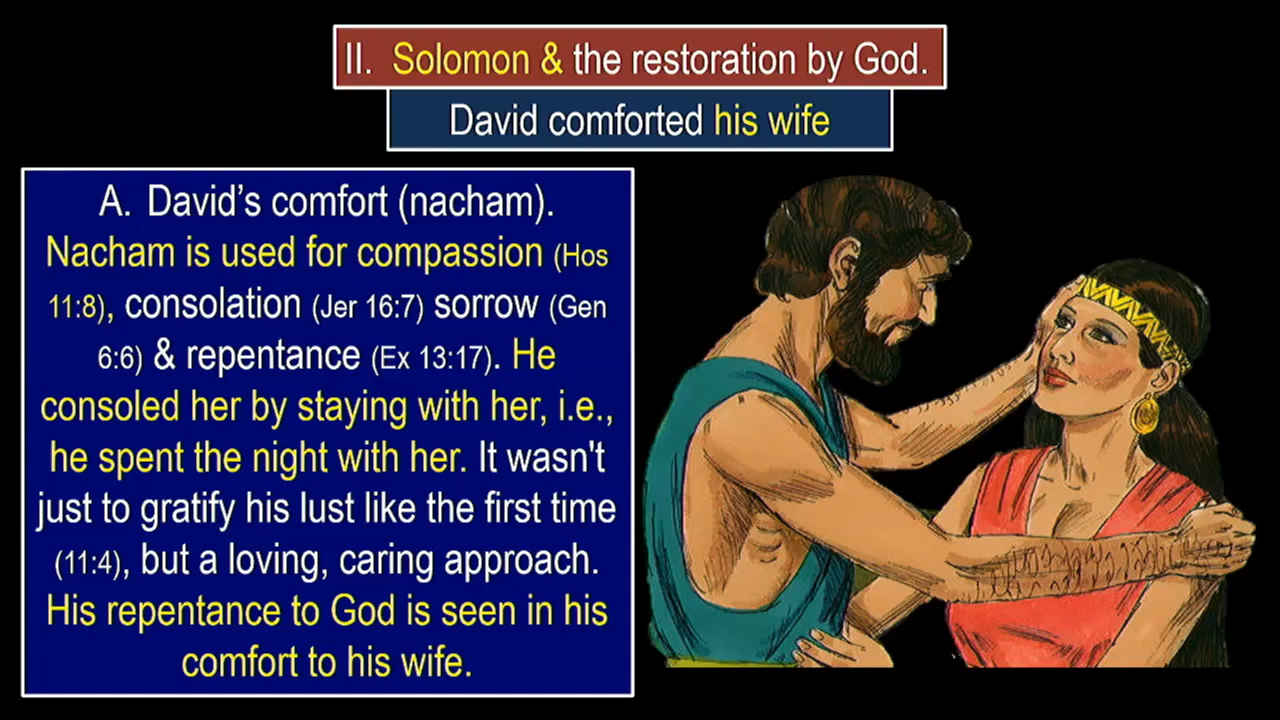 II. Solomon & the restoration by God.
David comforted his wife
A. David’s comfort (nacham).
Nacham is used for compassion (Hos
11:8), consolation (Jer 16:7) sorrow (Gen
6:6) & repentance (Ex 13:17). He
consoled her by staying with her, i.e.,
he spent the night with her. It wasn't
just to gratify his lust like the first time
(11:4), but a loving, caring approach.
His repentance to God is seen in his
comfort to his wife.